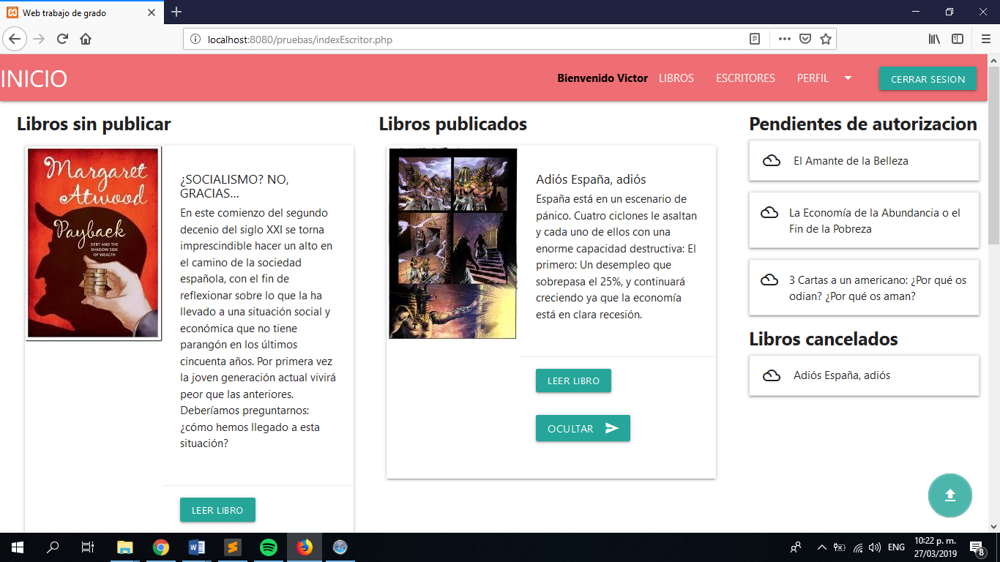 Web trabajo de grado
localhost:8080/pruebas/indexEscritor.php
INICIO
Bienvenido Victor
LIBROS
ESCRITORES
PERFIL
CERRAR SESION
Libros sin publicar
Margaret
Atwood
Payback
DEBT AND THE
SHADOW SIDE
OF WEALTH
¿SOCIALISMO? NO,
GRACIAS...
En este comienzo del segundo
decenio del siglo XXI se torna
imprescindible hacer un alto en
el camino de la sociedad
española, con el fin de
reflexionar sobre lo que la ha
llevado a una situación social y
económica que no tiene
parangón en los últimos
cincuenta años. Por primera vez
la joven generación actual vivirá
peor que las anteriores.
Deberíamos preguntarnos:
¿cómo hemos llegado a esta
situación?
LEER LIBRO
Libros publicados
Adiós España, adiós
España está en un escenario de
pánico. Cuatro ciclones le asaltan
y cada uno de ellos con una
enorme capacidad destructiva: El
primero: Un desempleo que
sobrepasa el 25%, y continuará
creciendo ya que la economía
está en clara recesión.
LEER LIBRO
OCULTAR
Pendientes de autorizacion
El Amante de la Belleza
La Economía de la Abundancia o el
Fin de la Pobreza
3 Cartas a un americano: ¿Por qué os
odian? ¿Por qué os aman?
Libros cancelados
Adiós España, adiós
ENG
10:22 p. m.
27/03/2019
8